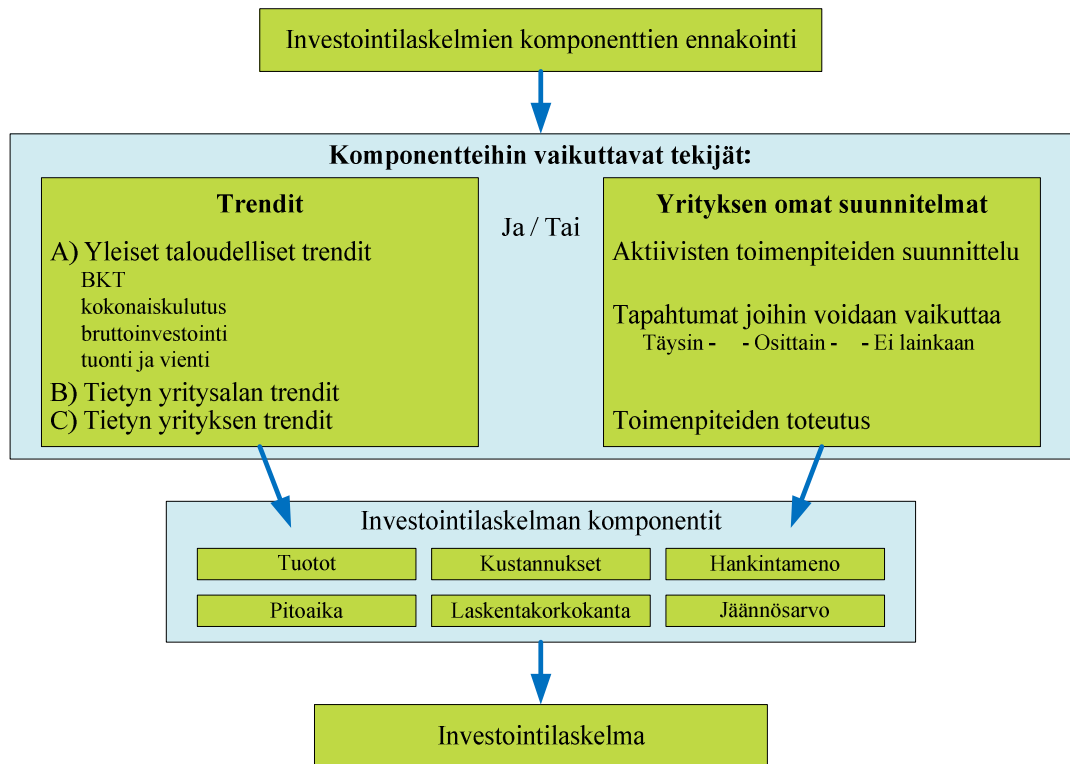 Investointilaskelmien komponenttien ennakointi
Komponentteihin vaikuttavat tekijät:
Trendit
A) Yleiset taloudelliset trendit
BKT
kokonaiskulutus
bruttoinvestointi
tuonti ja vienti
B) Tietyn yritysalan trendit
C) Tietyn yrityksen trendit
Ja / Tai
Yrityksen omat suunnitelmat
Aktiivisten toimenpiteiden suunnittelu
Tapahtumat joihin voidaan vaikuttaa
Täysin - - Osittain - - Ei lainkaan
Toimenpiteiden toteutus
Investointilaskelman komponentit
Tuotot Kustannukset Hankintameno
Pitoaika Laskentakorkokanta Jäännösarvo
Investointilaskelma